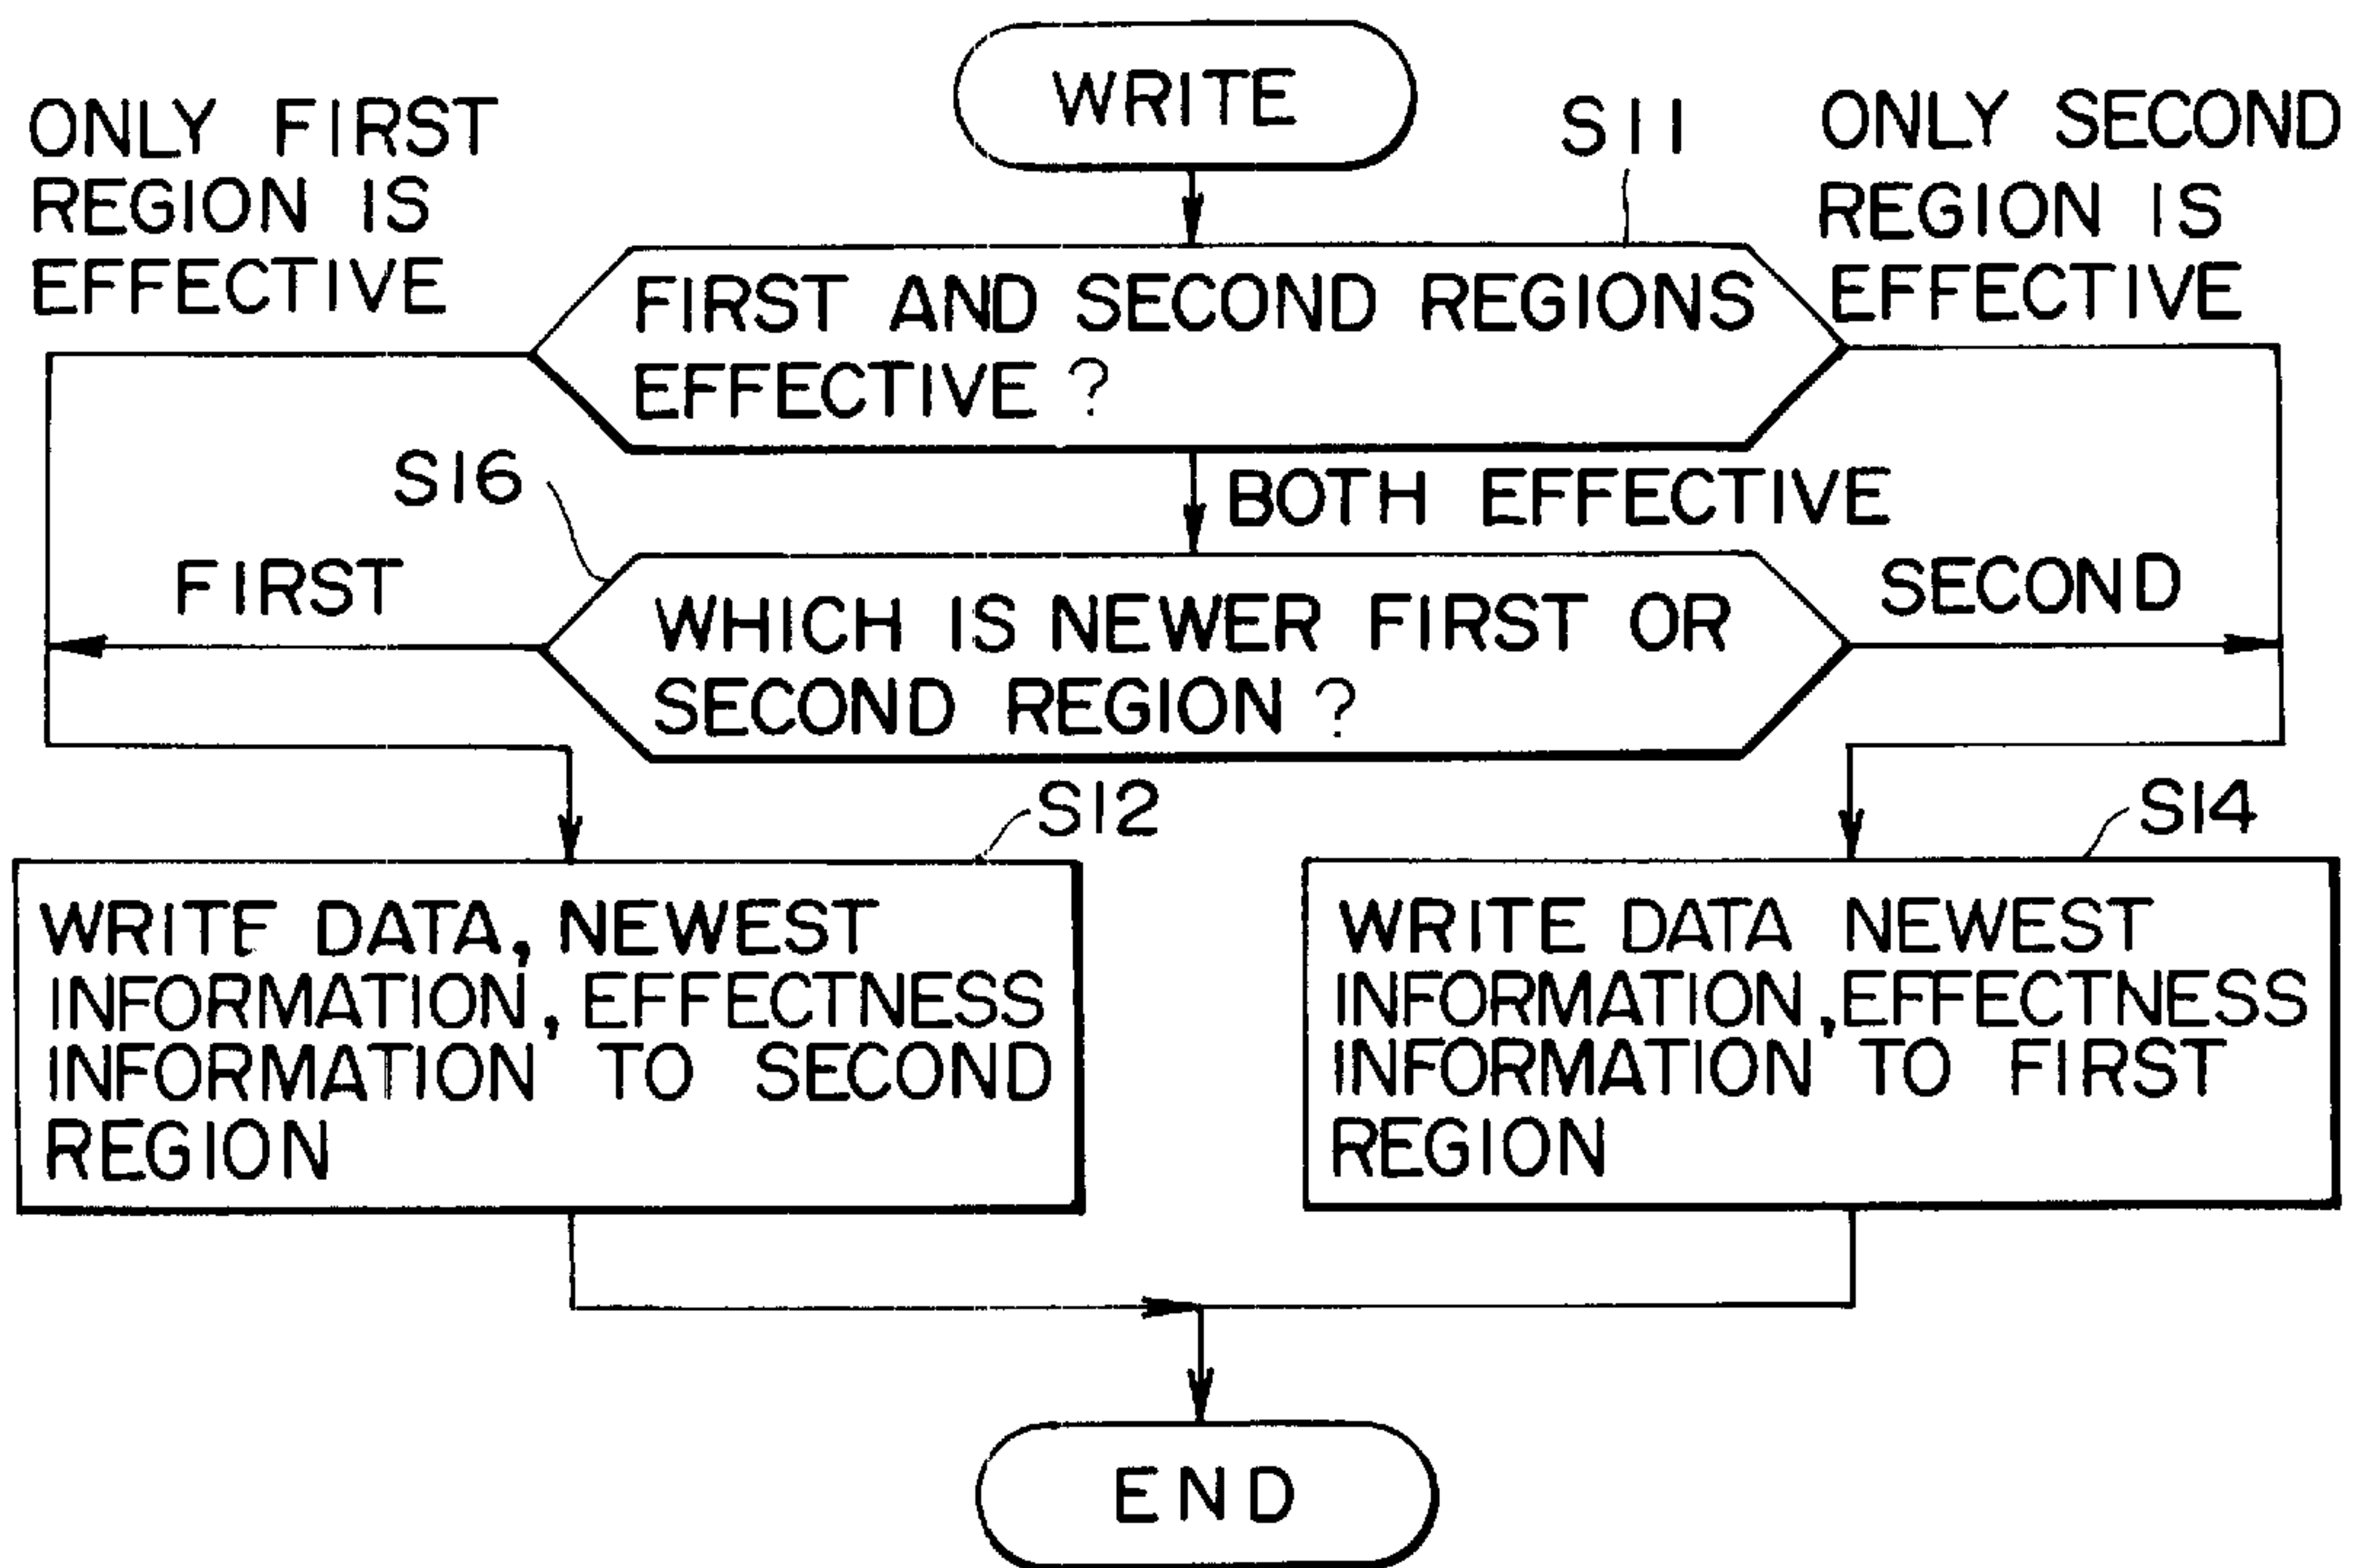 WRITE
ONLY FIRST
REGION IS
EFFECTIVE
S11
ONLY SECOND
REGION IS
EFFECTIVE
FIRST AND SECOND REGIONS
EFFECTIVE ?
S16
BOTH EFFECTIVE
FIRST
WHICH IS NEWER FIRST OR
SECOND REGION ?
SECOND
S12
WRITE DATA, NEWEST
INFORMATION, EFFECTNESS
INFORMATION TO SECOND
REGION
S14
WRITE DATA NEWEST
INFORMATION, EFFECTNESS
INFORMATION TO FIRST
REGION
END